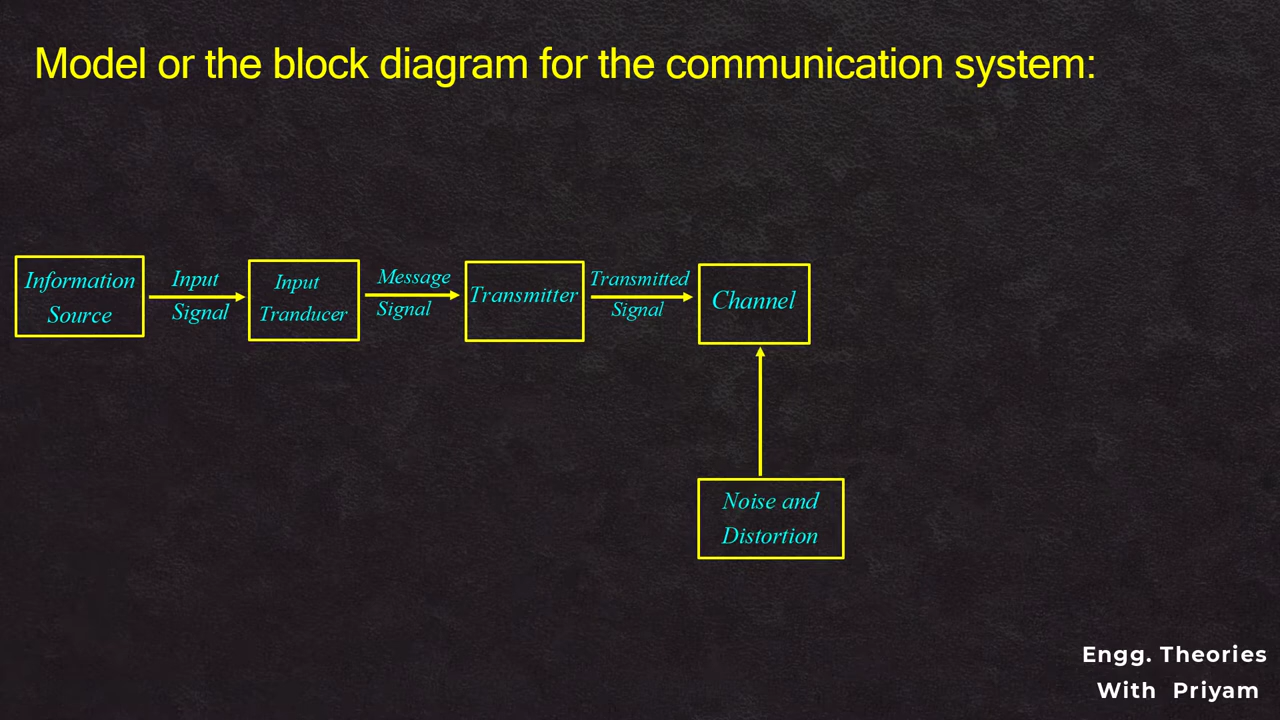 Model or the block diagram for the communication system:
Information
Source
Input
Signal
Input
Tranducer
Message
Signal
Transmitter
Transmitted
Signal
Channel
Noise and
Distortion
Engg. Theories
With Priyam